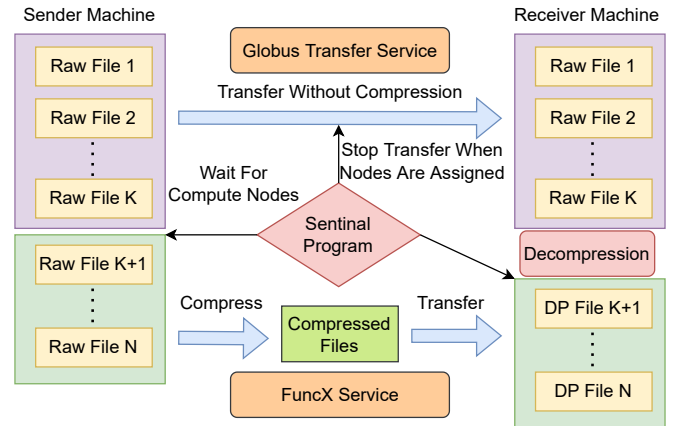 Sender Machine
Receiver Machine
Globus Transfer Service
Raw File 1
Raw File 2
Raw File K
Transfer Without Compression
Raw File 1
Raw File 2
Raw File K
Wait For
Compute Nodes
Stop Transfer When
Nodes Are Assigned
Sentinal
Program
Decompression
Raw File K+1
Raw File N
Compress
Compressed
Files
Transfer
DP File K+1
DP File N
FuncX Service